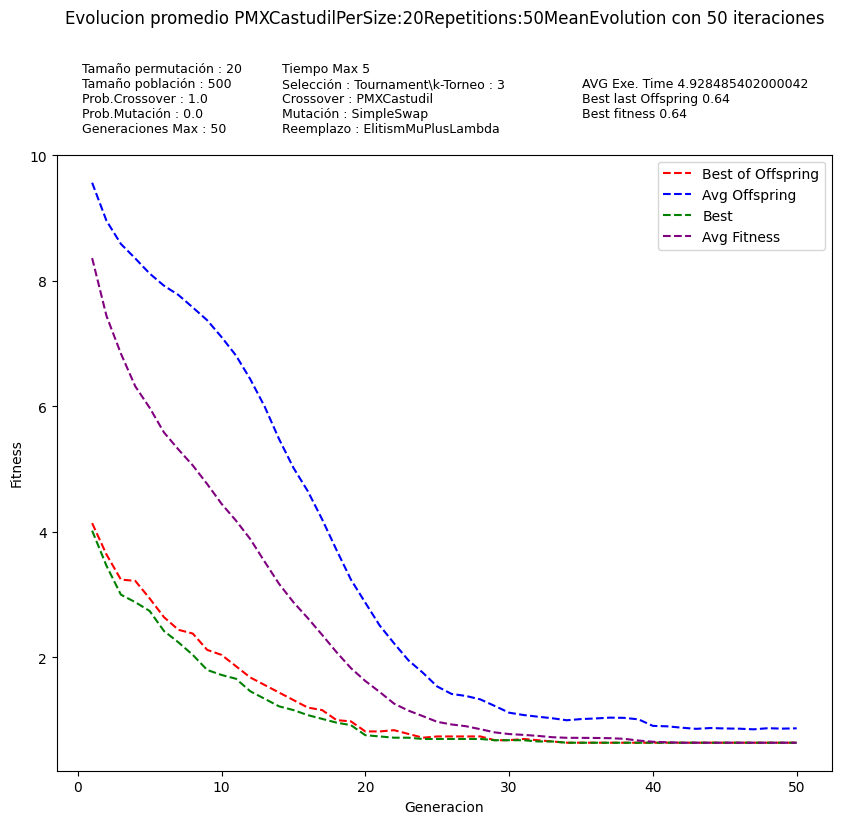 Evolucion promedio PMXCastudilPerSize:20Repetitions:50MeanEvolution con 50 iteraciones
Tamaño permutación : 20
Tamaño población : 500
Prob.Crossover : 1.0
Prob.Mutación : 0.0
Generaciones Max : 50
Tiempo Max 5
Selección : Tournament\k-Torneo : 3
Crossover : PMXCastudil
Mutación : SimpleSwap
Reemplazo : ElitismMuPlusLambda
AVG Exe. Time 4.928485402000042
Best last Offspring 0.64
Best fitness 0.64
Best of Offspring
Avg Offspring
Best
Avg Fitness
Fitness
10
8
6
4
2
0
10
20
30
40
50
Generacion